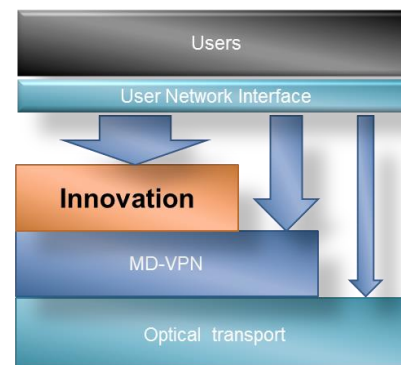 Users
User Network Interface
Innovation
MD-VPN
Optical transport